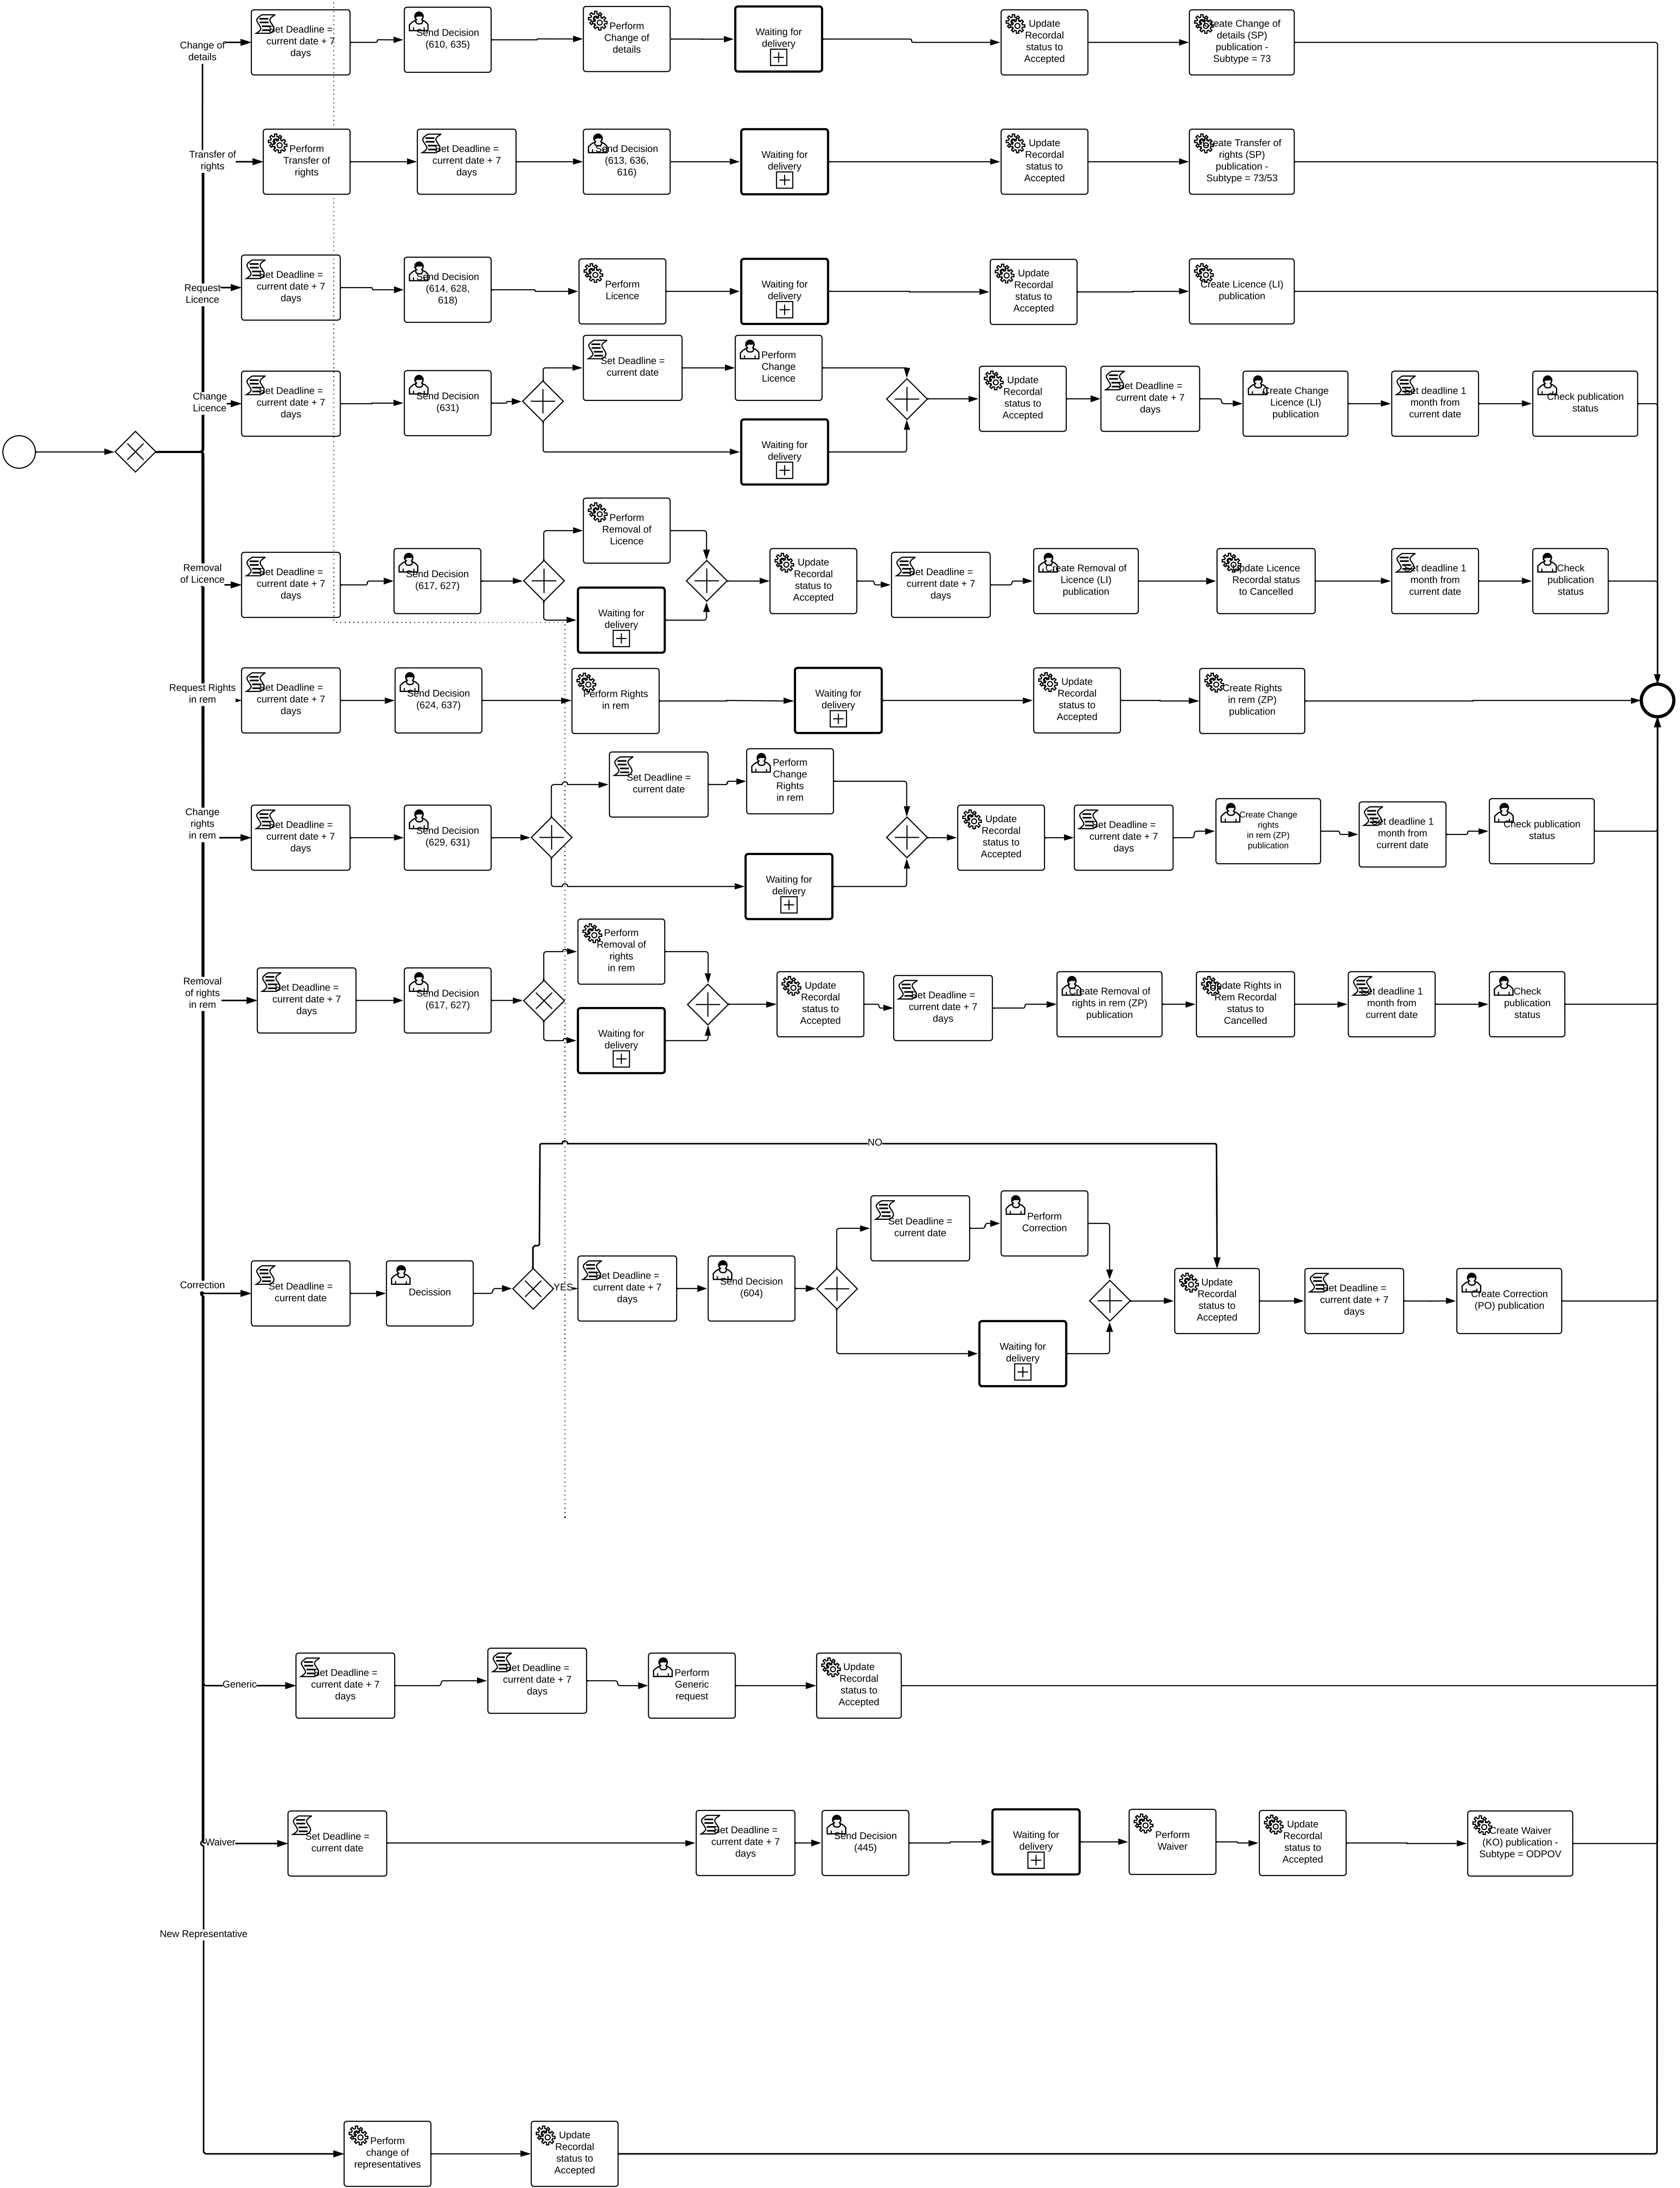 Change of
details
Set Deadline =
current date + 7
days
Send Decision
(610, 635)
Perform
Change of
details
Waiting for
delivery
Update
Recordal
status to
Accepted
Create Change of
details (SP)
publication -
Subtype = 73
Transfer of
rights
Perform
Transfer of
rights
Set Deadline =
current date + 7
days
Send Decision
(613, 636,
616)
Waiting for
delivery
Update
Recordal
status to
Accepted
Create Transfer of
rights (SP)
publication -
Subtype = 73/53
Request
Licence
Set Deadline =
current date + 7
days
Send Decision
(614, 628,
618)
Perform
Licence
Waiting for
delivery
Update
Recordal
status to
Accepted
Create Licence (LI)
publication
Change
Licence
Set Deadline =
current date + 7
days
Send Decision
(631)
Set Deadline =
current date
Perform
Change
Licence
Waiting for
delivery
Update
Recordal
status to
Accepted
Set Deadline =
current date + 7
days
Create Change
Licence (LI)
publication
Set deadline 1
month from
current date
Check publication
status
Removal
of Licence
Set Deadline =
current date + 7
days
Send Decision
(617, 627)
Perform
Removal of
Licence
Waiting for
delivery
Update
Recordal
status to
Accepted
Set Deadline =
current date + 7
days
Create Removal of
Licence (LI)
publication
Update Licence
Recordal status
to Cancelled
Set deadline 1
month from
current date
Check
publication
status
Request Rights
in rem
Set Deadline =
current date + 7
days
Send Decision
(624, 637)
Perform Rights
in rem
Waiting for
delivery
Update
Recordal
status to
Accepted
Create Rights
in rem (ZP)
publication
Change
rights
in rem
Set Deadline =
current date + 7
days
Send Decision
(629, 631)
Set Deadline =
current date
Perform
Change
Rights
in rem
Waiting for
delivery
Update
Recordal
status to
Accepted
Set Deadline =
current date + 7
days
Create Change
rights
in rem (ZP)
publication
Set deadline 1
month from
current date
Check publication
status
Removal
of rights
in rem
Set Deadline =
current date + 7
days
Send Decision
(617, 627)
Perform
Removal of
rights
in rem
Waiting for
delivery
Update
Recordal
status to
Accepted
Set Deadline =
current date + 7
days
Create Removal of
rights in rem (ZP)
publication
Update Rights in
Rem Recordal
status to
Cancelled
Set deadline 1
month from
current date
Check
publication
status
NO
Correction
Set Deadline =
current date
Decission
YES
Set Deadline =
current date + 7
days
Send Decision
(604)
Set Deadline =
current date
Perform
Correction
Waiting for
delivery
Update
Recordal
status to
Accepted
Set Deadline =
current date + 7
days
Create Correction
(PO) publication
Generic
Set Deadline =
current date + 7
days
Set Deadline =
current date + 7
days
Perform
Generic
request
Update
Recordal
status to
Accepted
Waiver
Set Deadline =
current date
Set Deadline =
current date + 7
days
Send Decision
(445)
Waiting for
delivery
Perform
Waiver
Update
Recordal
status to
Accepted
Create Waiver
(KO) publication -
Subtype = ODPOV
New Representative
Perform
change of
representatives
Update
Recordal
status to
Accepted